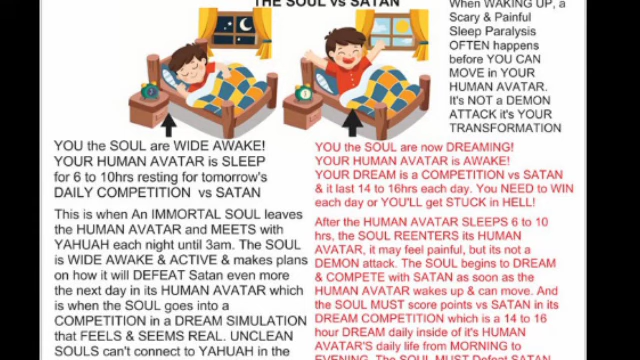 THE SOUL vs SATAN
When WAKING UP, a
Scary & Painful
Sleep Paralysis
OFTEN happens
before YOU CAN
MOVE in YOUR
HUMAN AVATAR.
It's NOT a DEMON
ATTACK it's YOUR
TRANSFORMATION
YOU the SOUL are WIDE AWAKE!
YOUR HUMAN AVATAR is SLEEP
for 6 to 10hrs resting for tomorrow's
DAILY COMPETITION vs SATAN
This is when An IMMORTAL SOUL leaves
the HUMAN AVATAR and MEETS with
YAHUAH each night until 3am. The SOUL
is WIDE AWAKE & ACTIVE & makes plans
on how it will DEFEAT Satan even more
the next day in its HUMAN AVATAR which
is when the SOUL goes into a
COMPETITION in a DREAM SIMULATION
that FEELS & SEEMS REAL. UNCLEAN
SOULS can't connect to YAHUAH in the
YOU the SOUL are now DREAMING!
YOUR HUMAN AVATAR is AWAKE!
YOUR DREAM is a COMPETITION vs SATAN
& it last 14 to 16hrs each day. You NEED to WIN
each day or YOU'LL get STUCK in HELL!
After the HUMAN AVATAR SLEEPS 6 to 10
hrs, the SOUL REENTERS its HUMAN
AVATAR, it may feel painful, but its not a
DEMON attack. The SOUL begins to DREAM
& COMPETE with SATAN as soon as the
HUMAN AVATAR wakes up & can move. And
the SOUL MUST score points vs SATAN in its
DREAM COMPETITION which is a 14 to 16
hour DREAM daily inside of it's HUMAN
AVATAR'S daily life from MORNING to
EVENING. The SOUL MUST Defeat SATAN